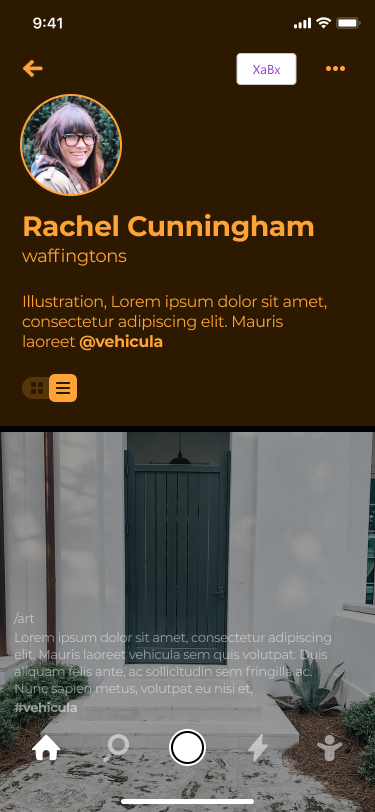 9:41
XaBx
Rachel Cunningham
waffingtons
Illustration, Lorem ipsum dolor sit amet,
consectetur adipiscing elit. Mauris
laoreet @vehicula
/art
Lorem ipsum dolor sit amet, consectetur adipiscing
elit. Mauris laoreet vehicula sem quis volutpat. Duis
aliquam felis ante, ac sollicitudin sem fringilla ac.
Nunc sapien metus, volutpat eu nisi et,
#vehicula